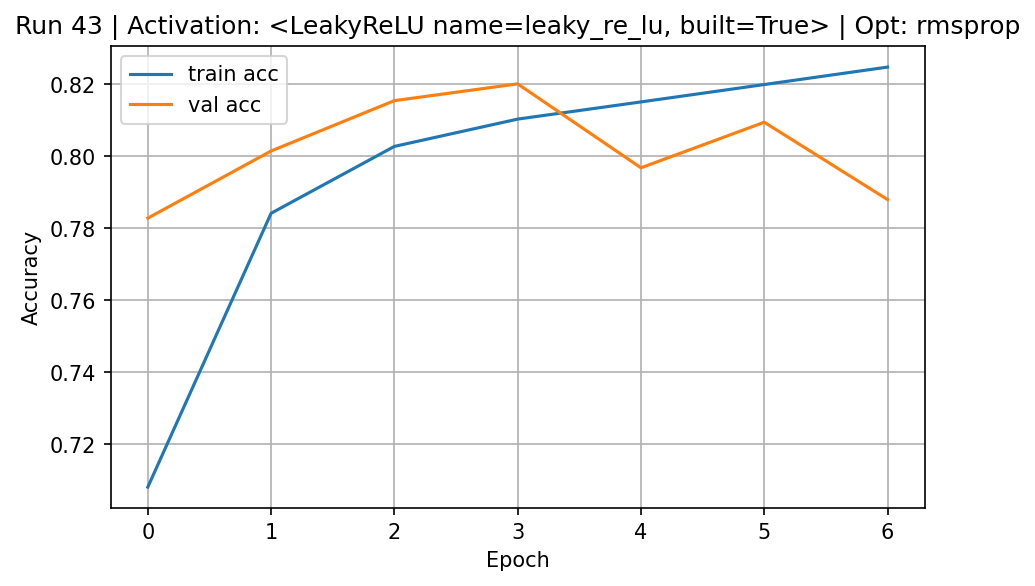 Run 43 | Activation: <LeakyReLU name=leaky_re_lu, built=True> | Opt: rmsprop
train acc
val acc
0.82
0.80
0.78
0.76
0.74
0.72
Accuracy
0 1 2 3 4 5 6
Epoch